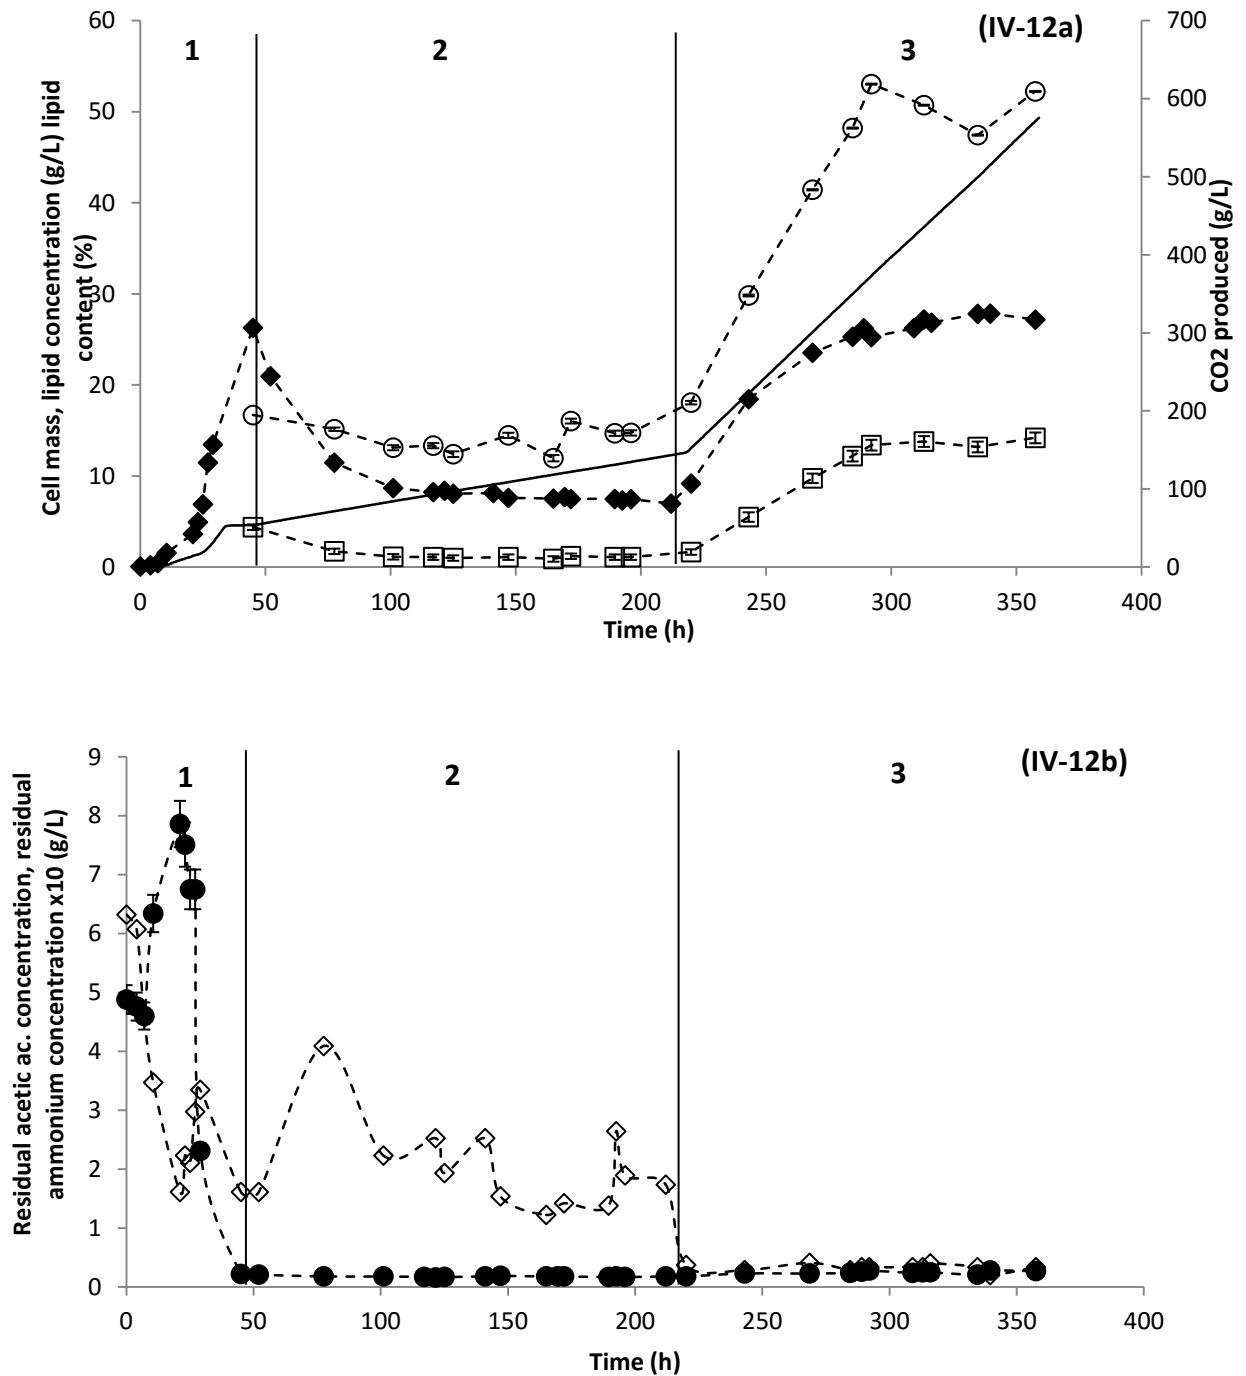 (IV-12a)
1
2
3
60
50
40
30
20
10
0
700
600
500
400
300
200
100
0
Cell mass, lipid concentration (g/L) lipid
content (%)
CO2 produced (g/L)
0 50 100 150 200 250 300 350 400
Time (h)
(IV-12b)
1
2
3
9
8
7
6
5
4
3
2
1
0
Residual acetic ac. concentration, residual
ammonium concentration x10 (g/L)
0 50 100 150 200 250 300 350 400
Time (h)